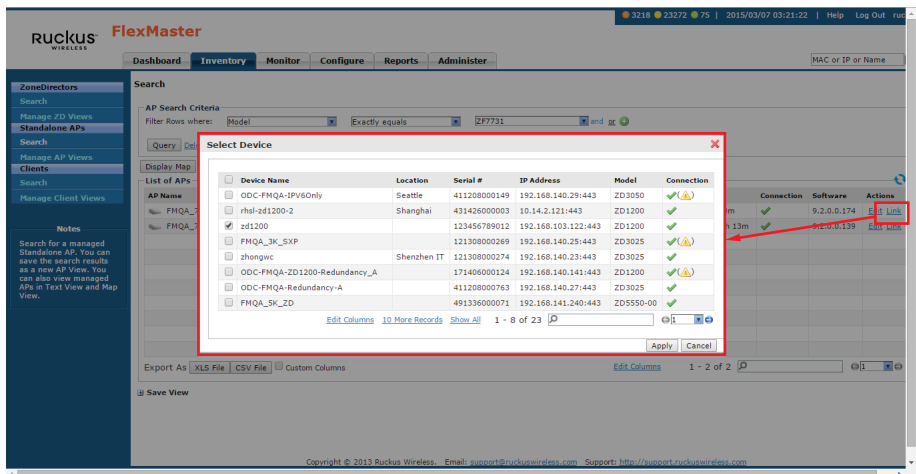 3218 23272 75 | 2015/03/07 03:21:22 | Help Log Out
Ruckus WIRELESS FlexMaster
Dashboard Inventory Monitor Configure Reports Administer MAC or IP or Name
ZoneDirectors
Search
Manage ZD Views
Standalone APs
Search
Manage AP Views
Clients
Search
Manage Client Views
Notes
Search for a managed
Standalone AP. You can
save the search results
as a new AP View. You
can also view managed
APs in Text View and Map
View.
Search
AP Search Criteria
Filter Rows where: Model Exactly equals ZF7731 and or
Query
Display Map
List of APs
AP Name Connection Software Actions
FMQA_7 9.2.0.0.174 Edit Link
FMQA_7 13m 9.2.0.0.139 Edit Link
Select Device
Device Name Location Serial # IP Address Model Connection
ODC-FMQA-IPV6Only Seattle 411208000149 192.168.140.29:443 ZD3050
rhsl-zd1200-2 Shanghai 431426000003 10.14.2.121:443 ZD1200
zd1200 123456789012 192.168.103.122:443 ZD1200
FMQA_3K_SXP 121308000269 192.168.140.25:443 ZD3025
zhongwc Shenzhen IT 121308000274 192.168.140.23:443 ZD3025
ODC-FMQA-ZD1200-Redundancy_A 171406000124 192.168.140.141:443 ZD1200
ODC-FMQA-Redundancy-A 411208000763 192.168.140.27:443 ZD3025
FMQA_5K_ZD 491336000071 192.168.141.240:443 ZD5550-00
Edit Columns 10 More Records Show All 1 - 8 of 23 1
Apply Cancel
Export As XLS File CSV File Custom Columns Edit Columns 1 - 2 of 2 1
Save View
Copyright © 2013 Ruckus Wireless. Email: support@ruckuswireless.com Support: http://support.ruckuswireless.com